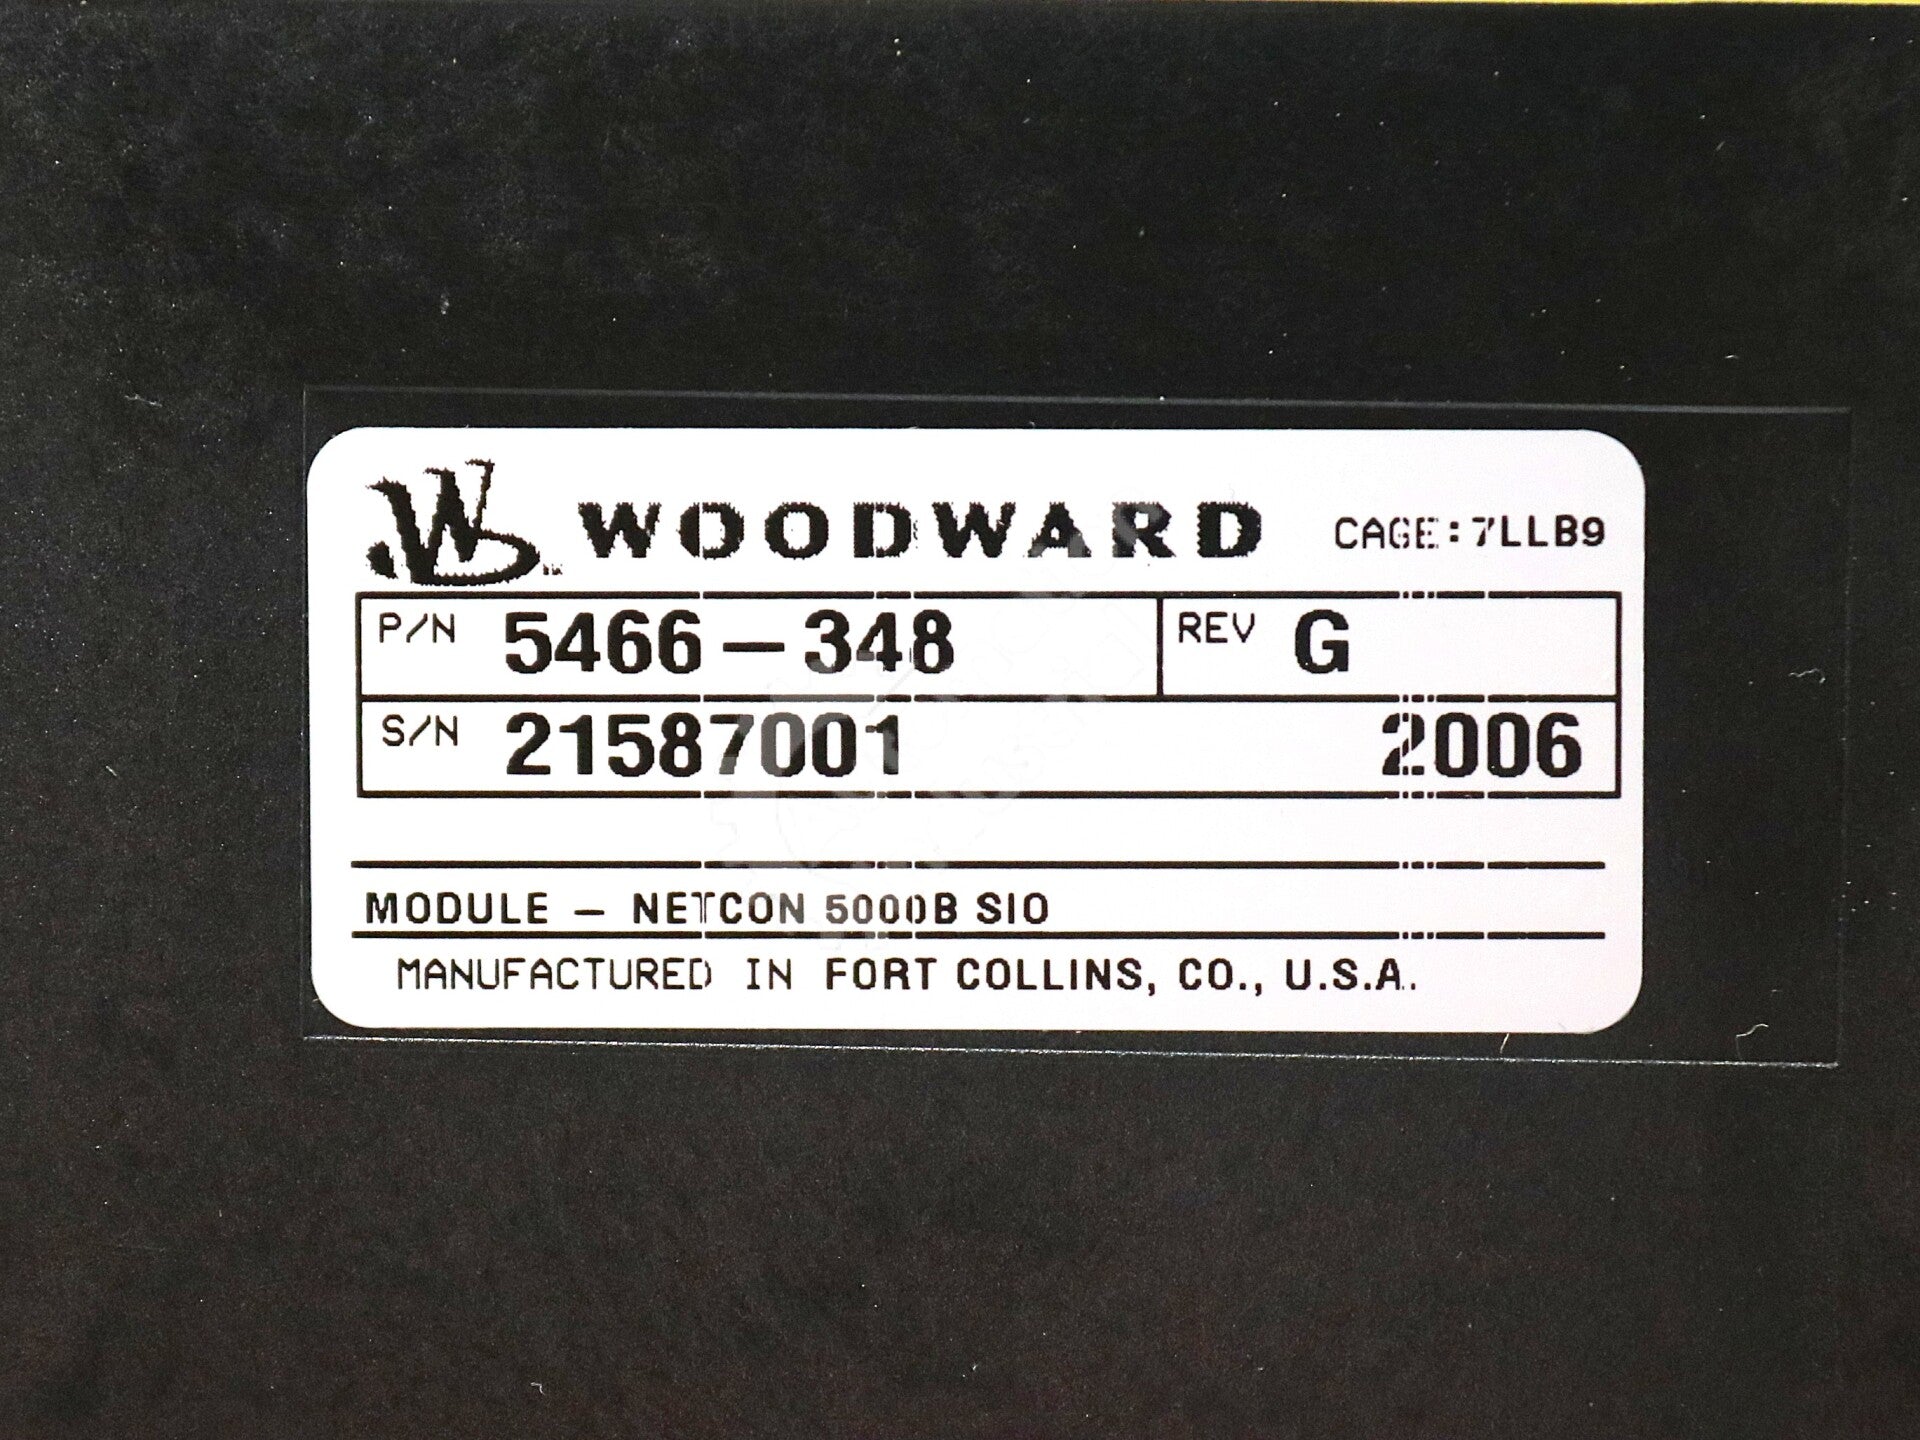 WOODWARD CAGE:7LLB9
P/N 5466-348 REV G
S/N 21587001 2006
MODULE - NETCON 5000B SIO
MANUFACTURED IN FORT COLLINS, CO., U.S.A.